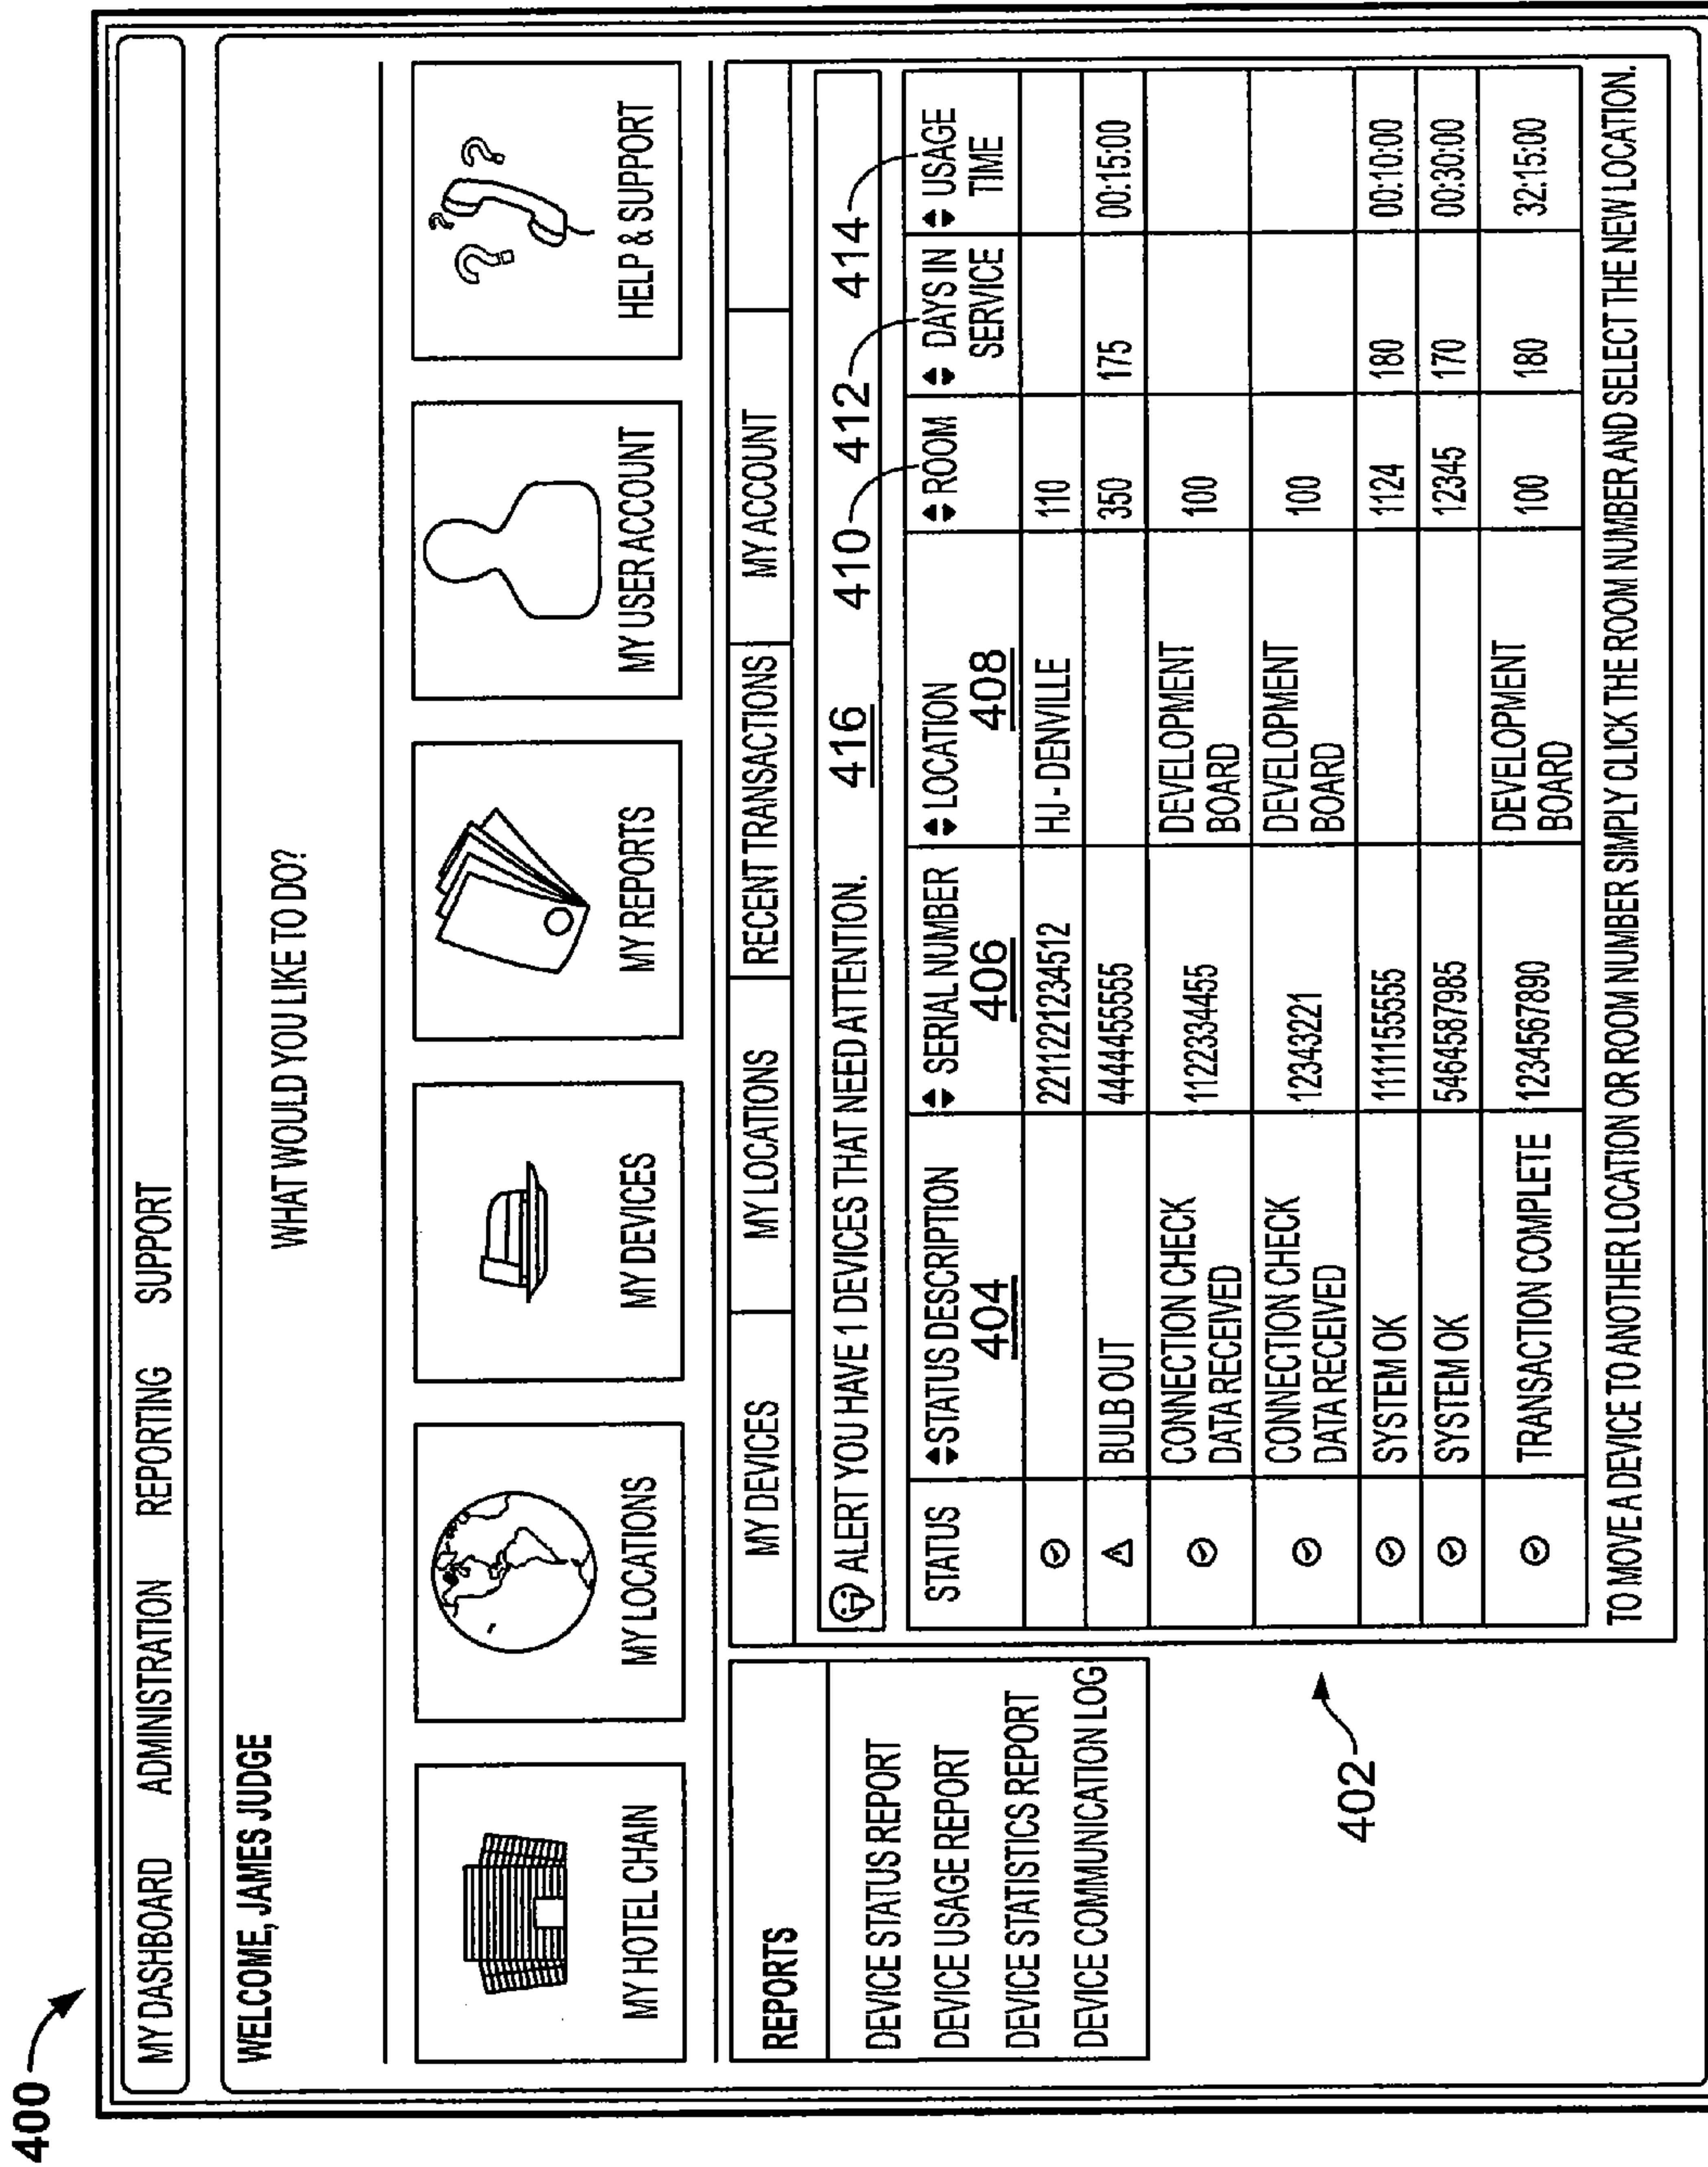 400
MY DASHBOARD ADMINISTRATION REPORTING SUPPORT
WELCOME, JAMES JUDGE
WHAT WOULD YOU LIKE TO DO?
MY HOTEL CHAIN
MY LOCATIONS
MY DEVICES
MY REPORTS
MY USER ACCOUNT
HELP & SUPPORT
REPORTS
DEVICE STATUS REPORT
DEVICE USAGE REPORT
DEVICE STATISTICS REPORT
DEVICE COMMUNICATION LOG
402
MY DEVICES MY LOCATIONS RECENT TRANSACTIONS MY ACCOUNT
ALERT YOU HAVE 1 DEVICES THAT NEED ATTENTION. 416 410 412 414
STATUS STATUS DESCRIPTION SERIAL NUMBER LOCATION ROOM DAYS IN USAGE
SERVICE TIME
404 406 408
221122121234512 HJ - DENVILLE 110
BULB OUT 4444455555 350 175 00:15:00
CONNECTION CHECK 1122334455 DEVELOPMENT 100
DATA RECEIVED BOARD
CONNECTION CHECK 12343221 DEVELOPMENT 100
DATA RECEIVED BOARD
SYSTEM OK 1111155555 1124 180 00:10:00
SYSTEM OK 5464587985 12345 170 00:30:00
TRANSACTION COMPLETE 1234567890 DEVELOPMENT 100 180 32:15:00
BOARD
TO MOVE A DEVICE TO ANOTHER LOCATION OR ROOM NUMBER SIMPLY CLICK THE ROOM NUMBER AND SELECT THE NEW LOCATION.